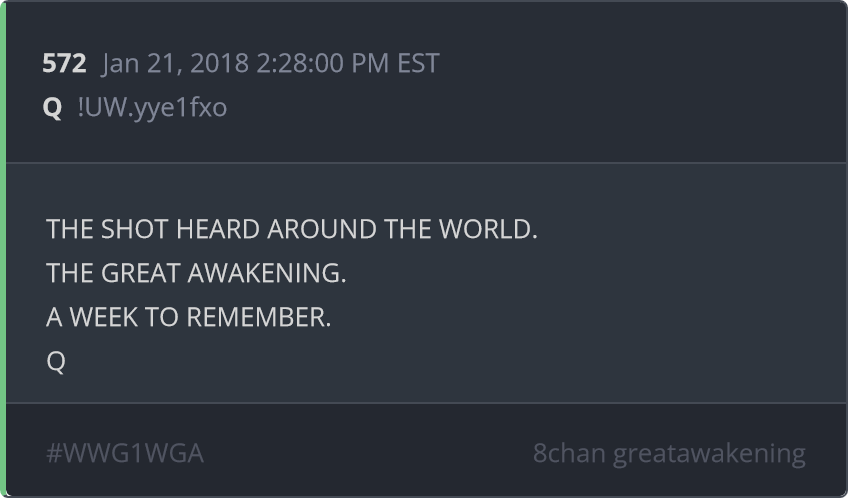 572 Jan 21, 2018 2:28:00 PM EST
Q !UW.yye1fxo
THE SHOT HEARD AROUND THE WORLD.
THE GREAT AWAKENING.
A WEEK TO REMEMBER.
Q
#WWG1WGA 8chan greatawakening